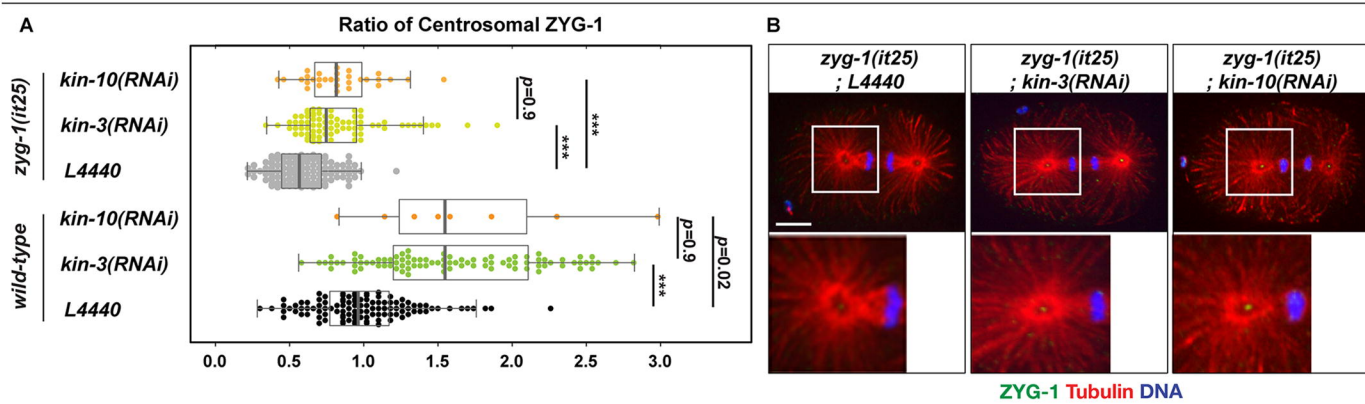 A
Ratio of Centrosomal ZYG-1
zyg-1(it25)
kin-10(RNAi)
kin-3(RNAi)
L4440
p=0.9
***
***
wild-type
kin-10(RNAi)
kin-3(RNAi)
L4440
p=0.9
***
p=0.02
0.0 0.5 1.0 1.5 2.0 2.5 3.0
B
zyg-1(it25)
; L4440
zyg-1(it25)
; kin-3(RNAi)
zyg-1(it25)
; kin-10(RNAi)
ZYG-1 Tubulin DNA